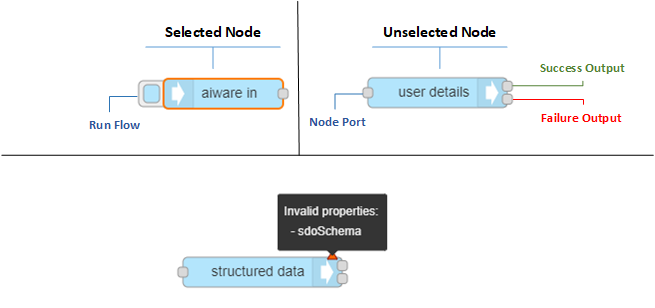 Selected Node
Unselected Node
aiware in
Run Flow
user details
Node Port
Success Output
Failure Output
Invalid properties:
- sdoSchema
structured data